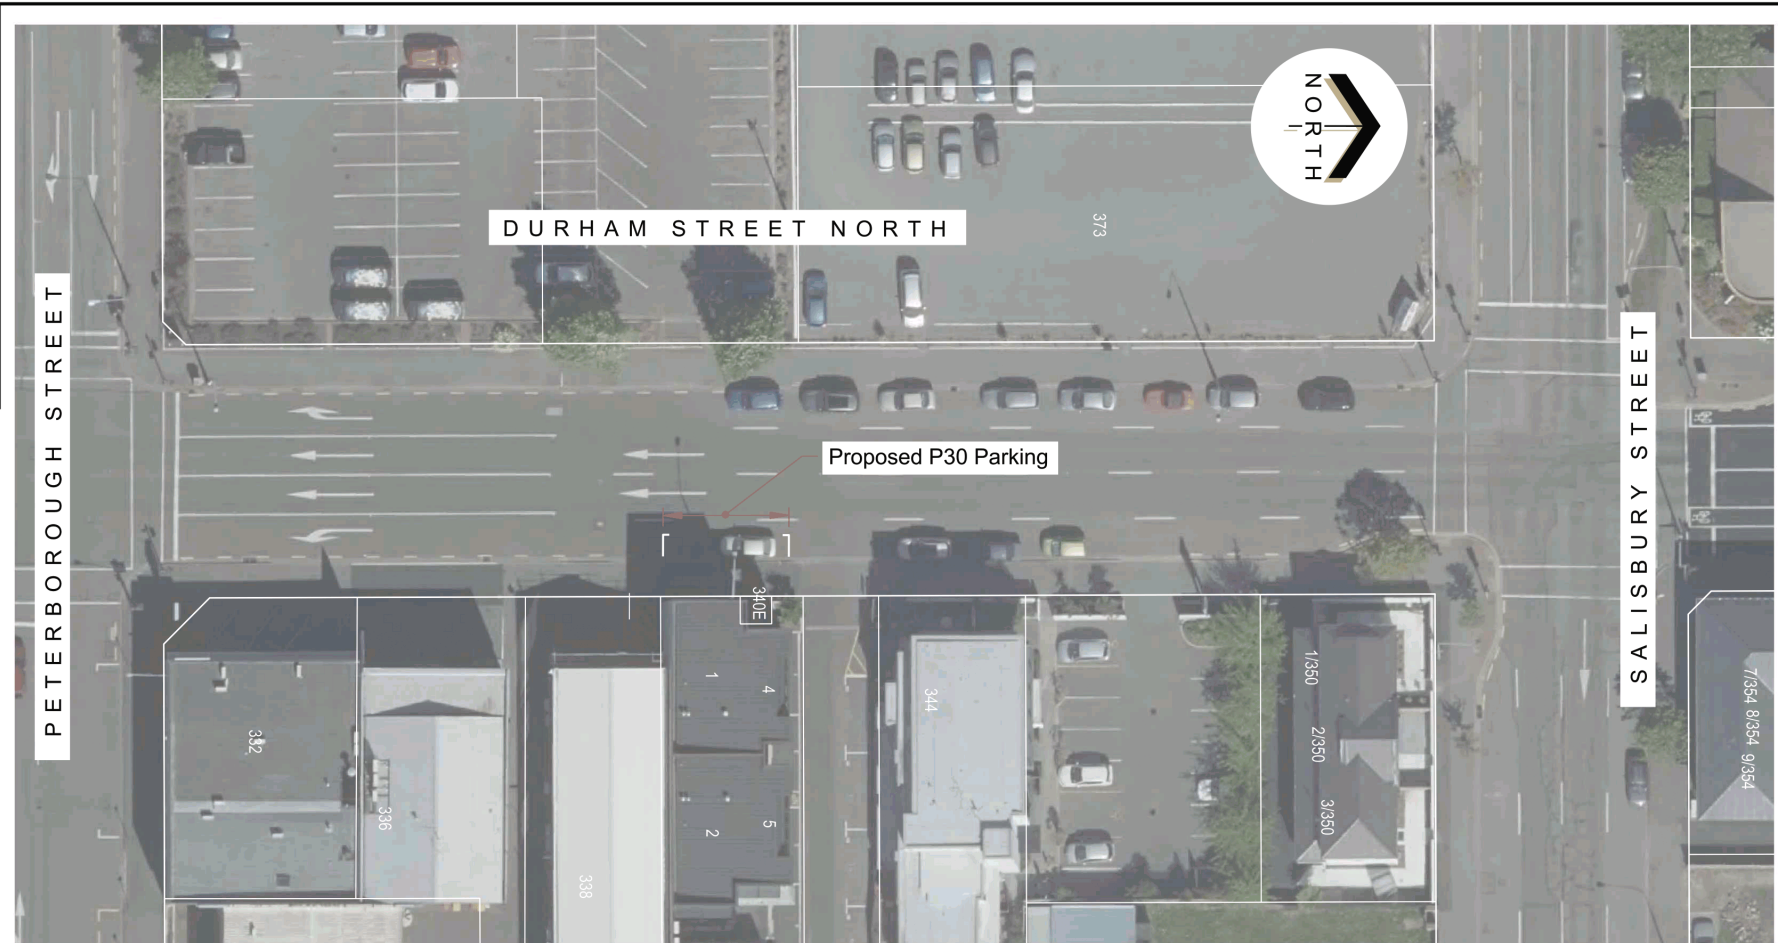 NORTH
373
DURHAM STREET NORTH
PETERBOROUGH STREET
SALISBURY STREET
Proposed P30 Parking
340E
332
336
338
1
4
2
5
344
1/350
2/350
3/350
7/354 8/354 9/354